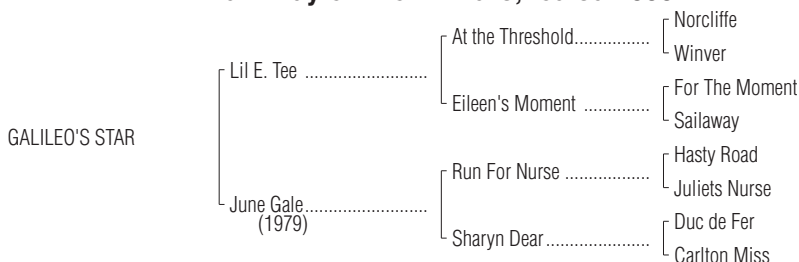 Norcliffe
At the Threshold................
Winver
Lil E. Tee ..........................
For The Moment
Eileen's Moment ..............
Sailaway
GALILEO'S STAR
Hasty Road
Run For Nurse ..................
Juliets Nurse
June Gale..........................
(1979)
Duc de Fer
Sharyn Dear......................
Carlton Miss